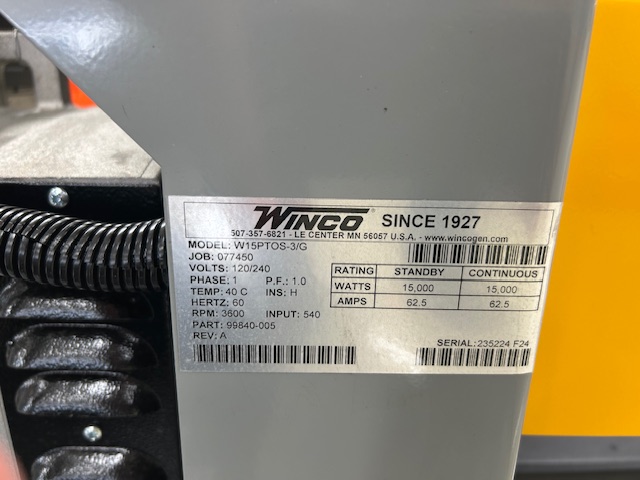 WINCO SINCE 1927
507-357-6821 - LE CENTER MN 56057 U.S.A. - www.wincogen.com
MODEL: W15PTOS-3/G
JOB: 077450
VOLTS: 120/240
PHASE: 1 P.F.: 1.0
TEMP: 40 C INS: H
HERTZ: 60
RPM: 3600 INPUT: 540
PART: 99840-005
REV: A
RATING STANDBY CONTINUOUS
WATTS 15,000 15,000
AMPS 62.5 62.5
SERIAL: 235224 F24